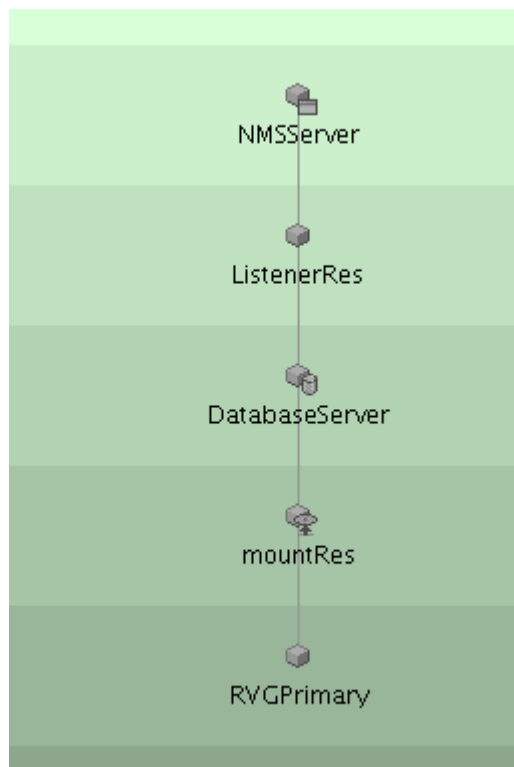 NMSServer
ListenerRes
DatabaseServer
mountRes
RVGPrimary